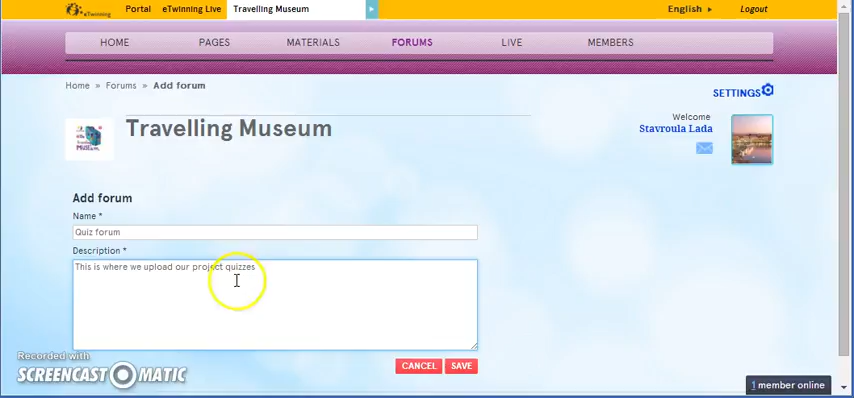 eTwinning Portal eTwinning Live Travelling Museum English Logout
HOME PAGES MATERIALS FORUMS LIVE MEMBERS
Home » Forums » Add forum
SETTINGS
Welcome
Stavroula Lada
Travelling Museum
Add forum
Name *
Quiz forum
Description *
This is where we upload our project quizzes
CANCEL SAVE
Recorded with
SCREENCAST-O-MATIC
1 member online